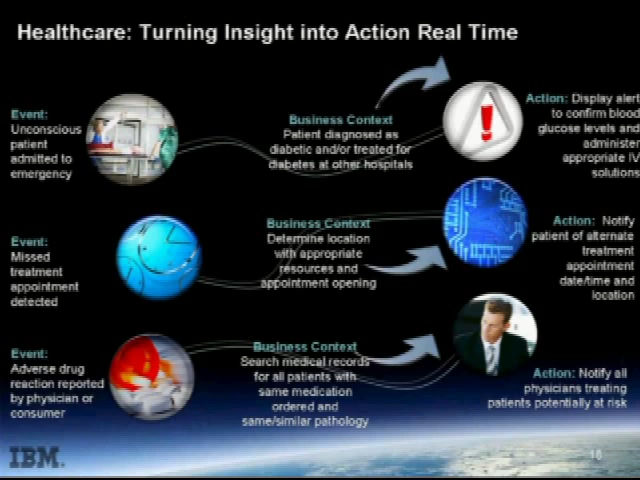 Healthcare: Turning Insight into Action Real Time
Event:
Unconscious
patient
admitted to
emergency
Business Context
Patient diagnosed as
diabetic and/or treated for
diabetes at other hospitals
Action: Display alert
to confirm blood
glucose levels and
administer
appropriate IV
solutions
Event:
Missed
treatment
appointment
detected
Business Context
Determine location
with appropriate
resources and
appointment opening
Action: Notify
patient of alternate
treatment
appointment
date/time and
location
Event:
Adverse drug
reaction reported
by physician or
consumer
Business Context
Search medical records
for all patients with
same medication
ordered and
same/similar pathology
Action: Notify all
physicians treating
patients potentially at risk
IBM.
16